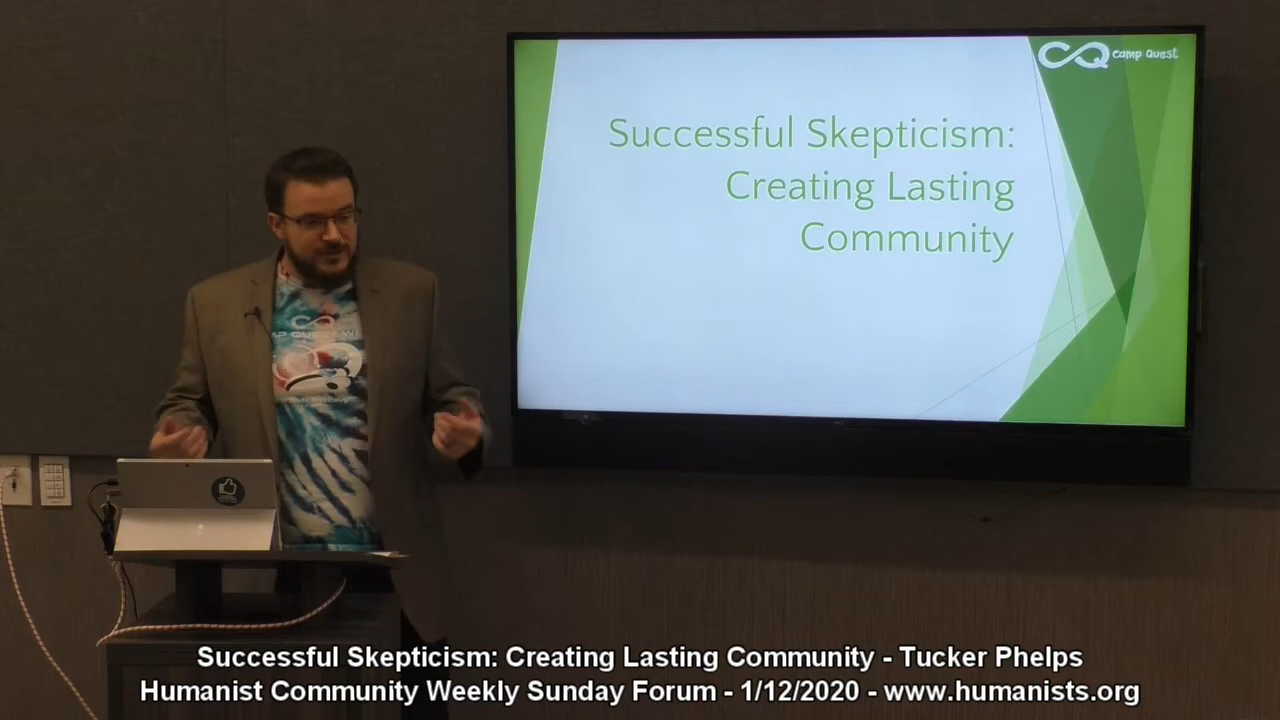 CQ camp quest
Successful Skepticism:
Creating Lasting
Community
Successful Skepticism: Creating Lasting Community - Tucker Phelps
Humanist Community Weekly Sunday Forum - 1/12/2020 - www.humanists.org